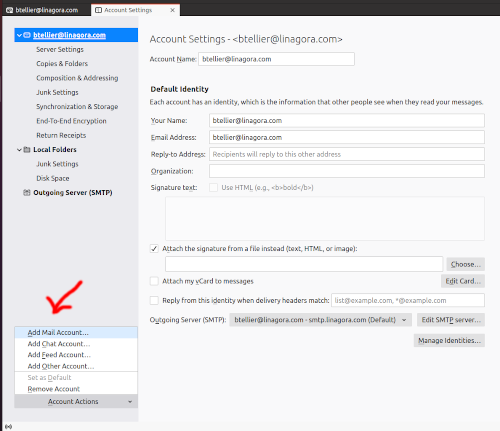 btellier@linagora.com
Account Settings
btellier@linagora.com
Server Settings
Copies & Folders
Composition & Addressing
Junk Settings
Synchronization & Storage
End-To-End Encryption
Return Receipts
Local Folders
Junk Settings
Disk Space
Outgoing Server (SMTP)
Add Mail Account...
Add Chat Account...
Add Feed Account...
Add Other Account...
Set as Default
Remove Account
Account Actions
Account Settings - <btellier@linagora.com>
Account Name: btellier@linagora.com
Default Identity
Each account has an identity, which is the information that other people see when they read your messages.
Your Name: btellier@linagora.com
Email Address: btellier@linagora.com
Reply-to Address: Recipients will reply to this other address
Organization:
Signature text: Use HTML (e.g., <b>bold</b>)
Attach the signature from a file instead (text, HTML, or image):
Choose...
Attach my vCard to messages Edit Card...
Reply from this identity when delivery headers match: list@example.com, *@example.com
Outgoing Server (SMTP): btellier@linagora.com - smtp.linagora.com (Default) Edit SMTP server...
Manage Identities...